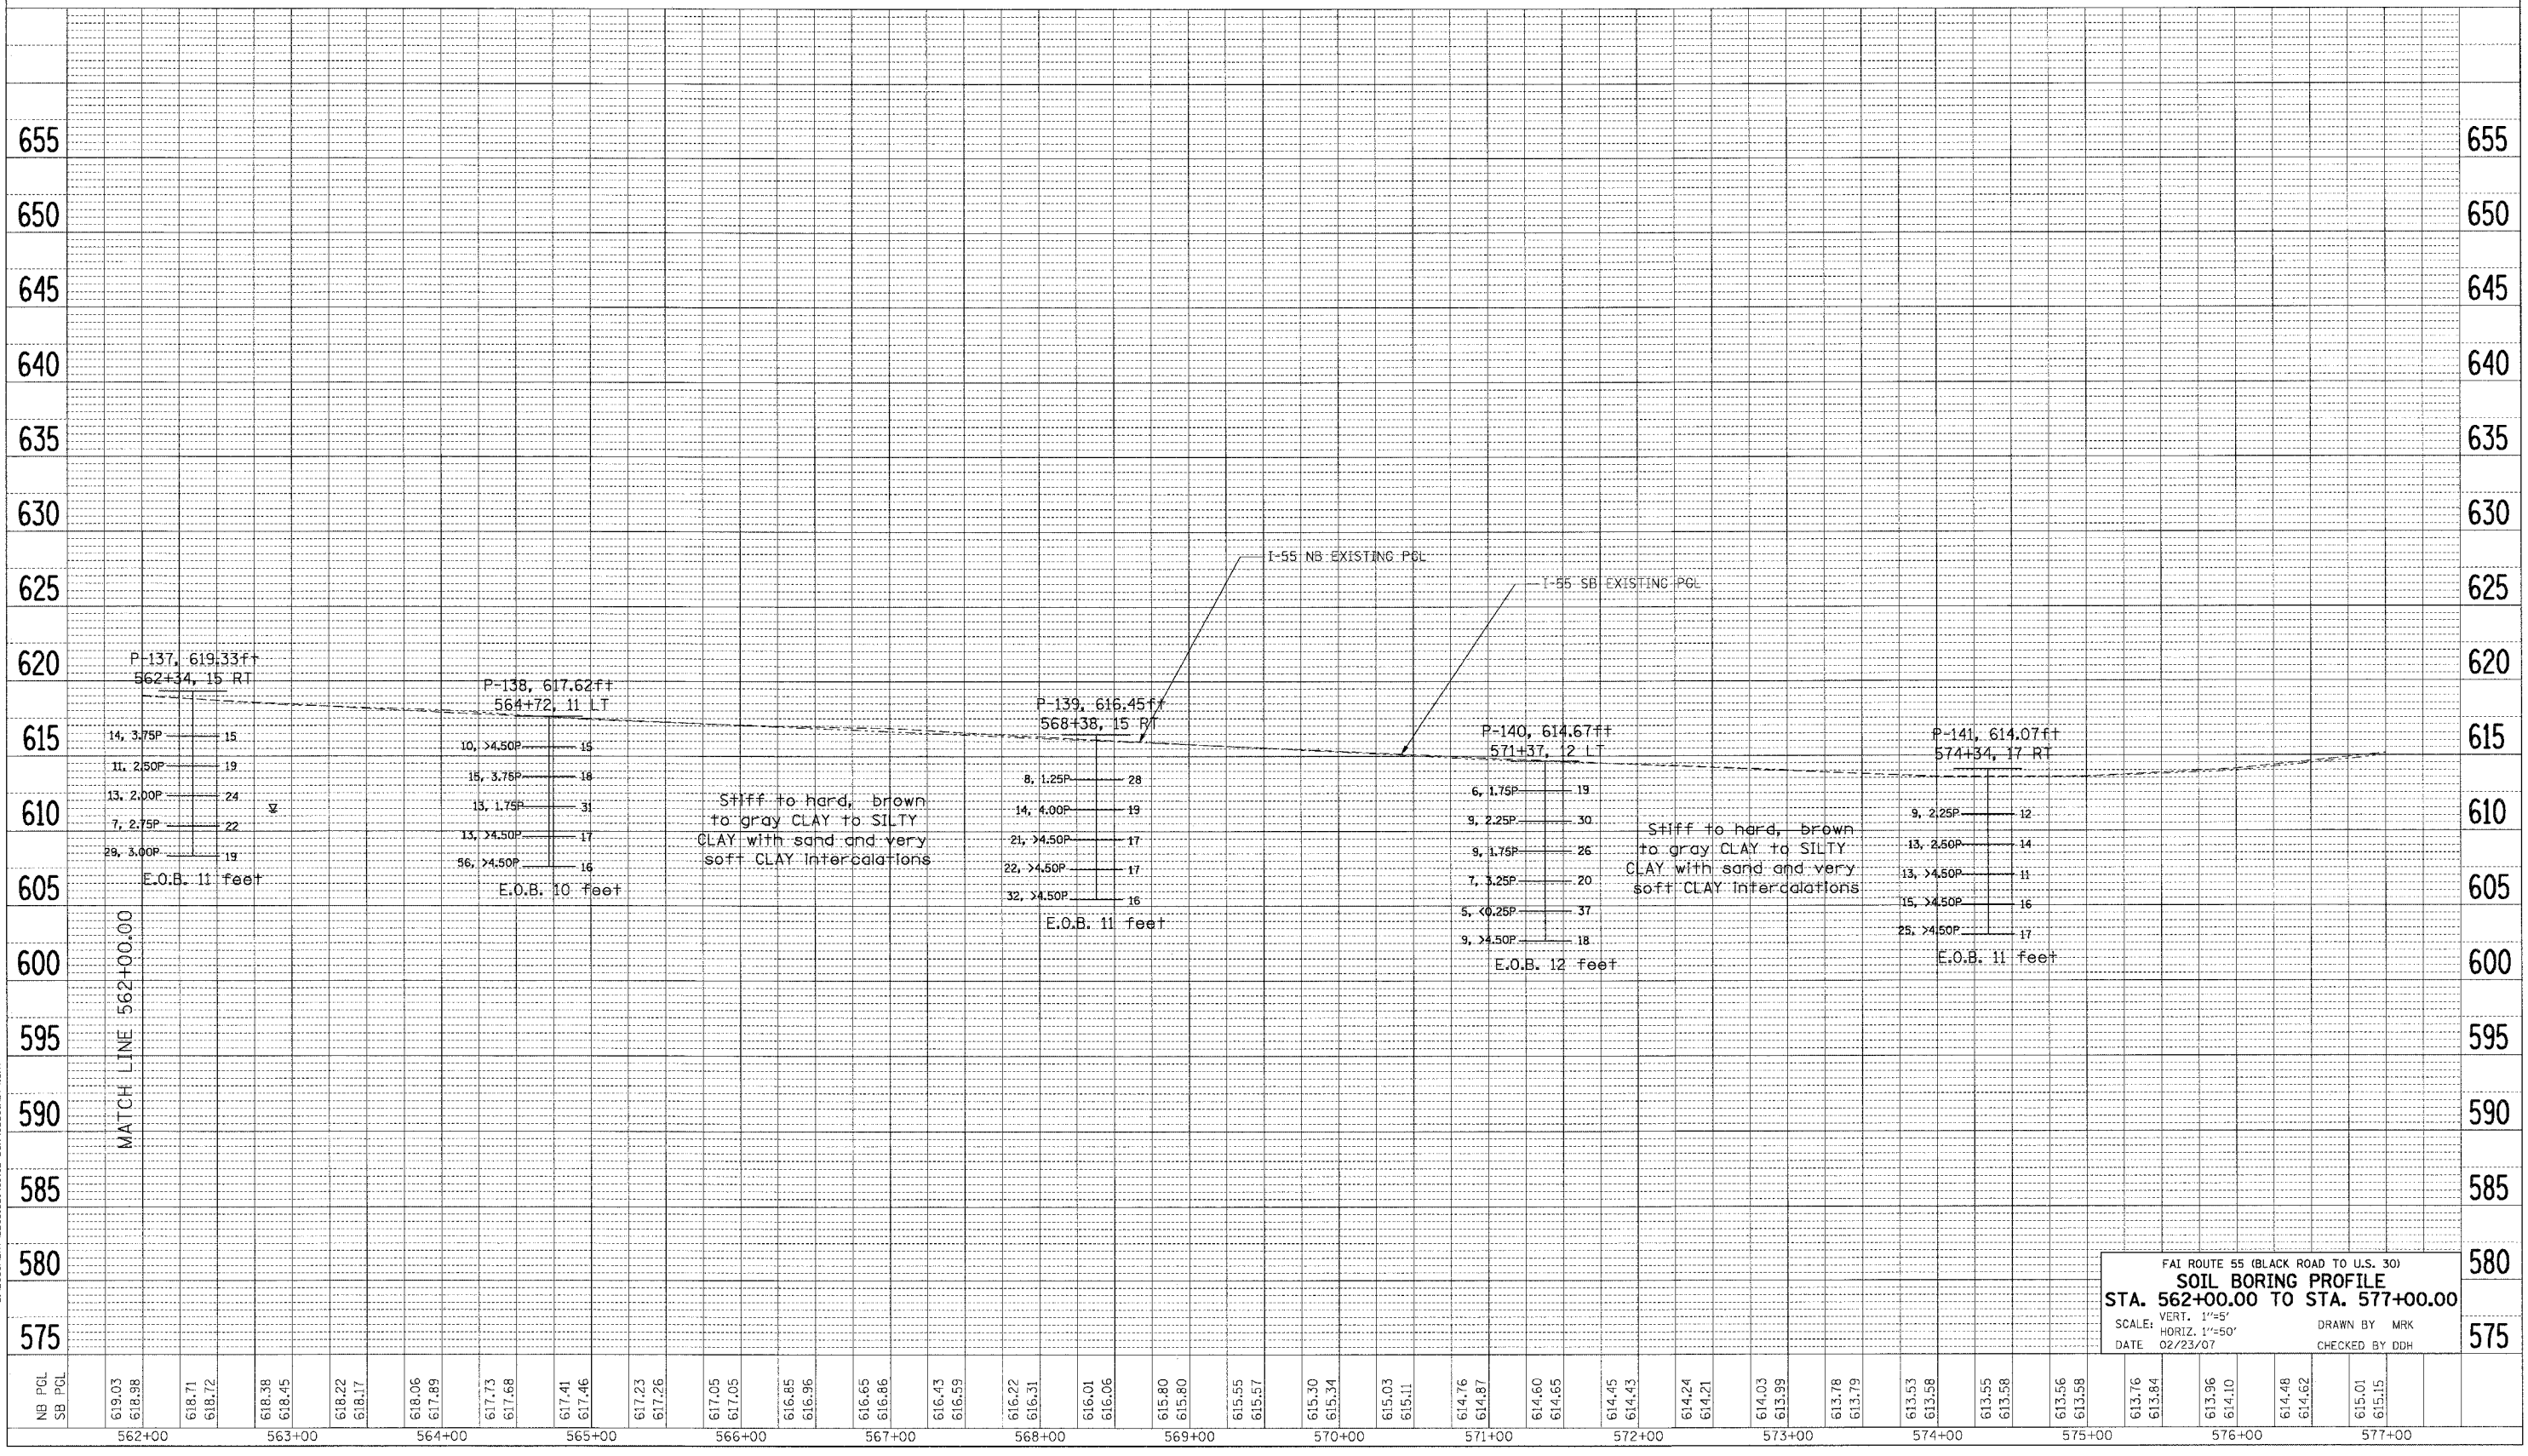 655 655
650 650
645 645
640 640
635 635
630 630
I-55 NB EXISTING PGL
I-55 SB EXISTING PGL
625 625
620 620
615 615
610 610
605 605
600 600
595 595
590 590
585 585
580 580
575 575
P-137, 619.33ft
562+34, 15 RT
14, 3.75P 15
11, 2.50P 19
13, 2.00P 24
7, 2.75P 22
29, 3.00P 19
E.O.B. 11 feet
MATCH LINE 562+00.00
P-138, 617.62ft
564+72, 11 LT
10, >4.50P 15
15, 3.75P 18
13, 1.75P 31
13, >4.50P 17
56, >4.50P 16
E.O.B. 10 feet
Stiff to hard, brown
to gray CLAY to SILTY
CLAY with sand and very
soft CLAY intercalations
P-139, 616.45ft
568+38, 15 RT
8, 1.25P 28
14, 4.00P 19
21, >4.50P 17
22, >4.50P 17
32, >4.50P 16
E.O.B. 11 feet
P-140, 614.67ft
571+37, 12 LT
6, 1.75P 19
9, 2.25P 30
9, 1.75P 26
7, 3.25P 20
5, <0.25P 37
9, >4.50P 18
E.O.B. 12 feet
Stiff to hard, brown
to gray CLAY to SILTY
CLAY with sand and very
soft CLAY intercalations
P-141, 614.07ft
574+34, 17 RT
9, 2.25P 12
13, 2.50P 14
13, >4.50P 11
15, >4.50P 16
25, >4.50P 17
E.O.B. 11 feet
FAI ROUTE 55 (BLACK ROAD TO U.S. 30)
SOIL BORING PROFILE
STA. 562+00.00 TO STA. 577+00.00
SCALE: VERT. 1"=5'
HORIZ. 1"=50'
DRAWN BY MRK
DATE 02/23/07
CHECKED BY DDH
NB PGL
SB PGL
619.03
618.98
618.71
618.72
618.38
618.45
618.22
618.17
618.06
617.89
617.73
617.68
617.41
617.46
617.23
617.26
617.05
617.05
616.85
616.96
616.65
616.86
616.43
616.59
616.22
616.31
616.01
616.06
615.80
615.80
615.55
615.57
615.30
615.34
615.03
615.11
614.76
614.87
614.60
614.65
614.45
614.43
614.24
614.21
614.03
613.99
613.78
613.79
613.53
613.58
613.55
613.58
613.56
613.58
613.76
613.84
613.96
614.10
614.48
614.62
615.01
615.15
562+00 563+00 564+00 565+00 566+00 567+00 568+00 569+00 570+00 571+00 572+00 573+00 574+00 575+00 576+00 577+00